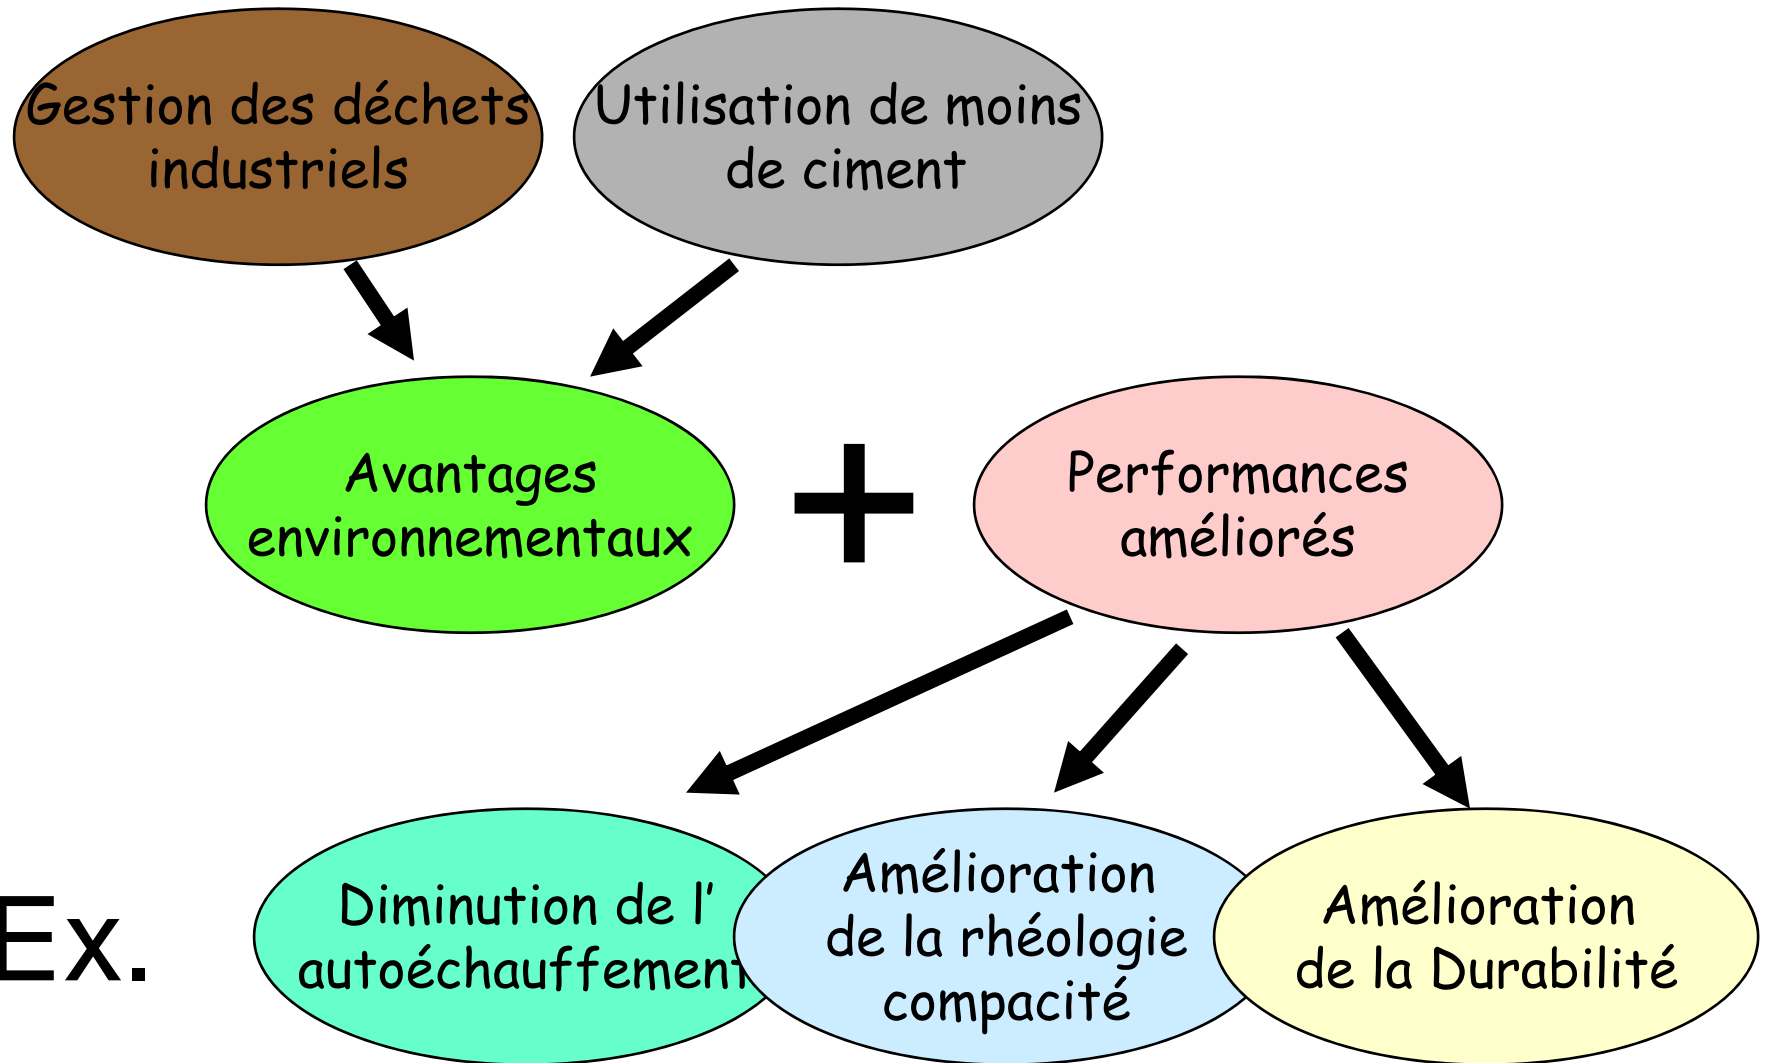 Gestion des déchets
industriels
Utilisation de moins
de ciment
Avantages
environnementaux
+
Performances
améliorés
Ex.
Diminution de l'
autoéchauffement
Amélioration
de la rhéologie
compacité
Amélioration
de la Durabilité